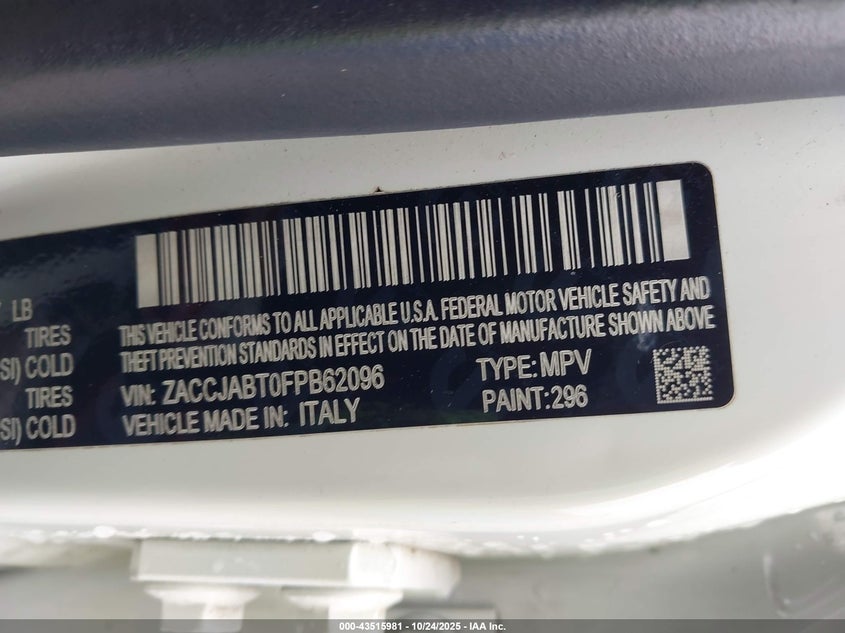 LB
TIRES
SI) COLD
TIRES
SI) COLD
THIS VEHICLE CONFORMS TO ALL APPLICABLE U.S.A. FEDERAL MOTOR VEHICLE SAFETY AND
THEFT PREVENTION STANDARDS IN EFFECT ON THE DATE OF MANUFACTURE SHOWN ABOVE
VIN: ZACCJABT0FPB62096 TYPE: MPV
VEHICLE MADE IN: ITALY PAINT: 296
000-43515981 - 10/24/2025 - IAA Inc.